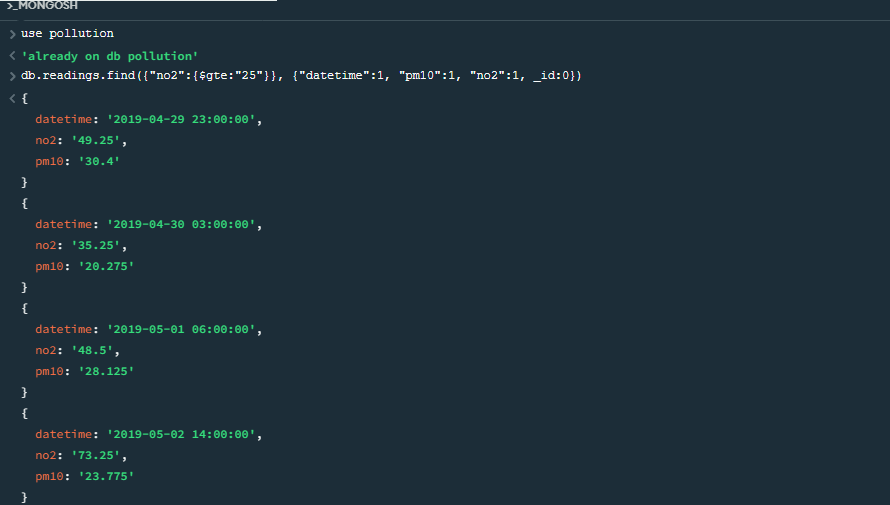 >_MONGOSH
> use pollution
< 'already on db pollution'
> db.readings.find({"no2":{$gte:"25"}}, {"datetime":1, "pm10":1, "no2":1, _id:0})
< {
datetime: '2019-04-29 23:00:00',
no2: '49.25',
pm10: '30.4'
}
{
datetime: '2019-04-30 03:00:00',
no2: '35.25',
pm10: '20.275'
}
{
datetime: '2019-05-01 06:00:00',
no2: '48.5',
pm10: '28.125'
}
{
datetime: '2019-05-02 14:00:00',
no2: '73.25',
pm10: '23.775'
}